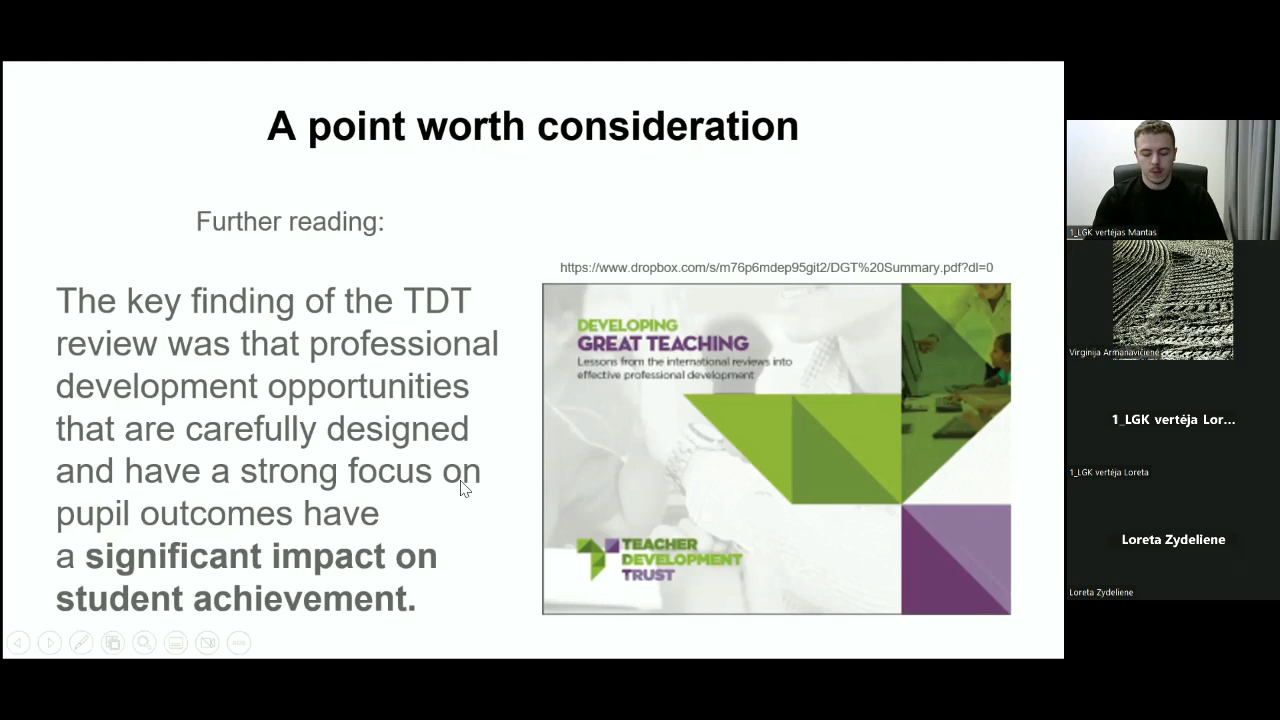 A point worth consideration
Further reading:
The key finding of the TDT
review was that professional
development opportunities
that are carefully designed
and have a strong focus on
pupil outcomes have
a significant impact on
student achievement.
https://www.dropbox.com/s/m76p6mdep95git2/DGT%20Summary.pdf?dl=0
DEVELOPING
GREAT TEACHING
Lessons from the international reviews into
effective professional development
TEACHER
DEVELOPMENT
TRUST
1_LGK vertėjas Mantas
Virginija Armanavičienė
1_LGK vertėja Lor...
1_LGK vertėja Loreta
Loreta Zydeliene
Loreta Zydeliene